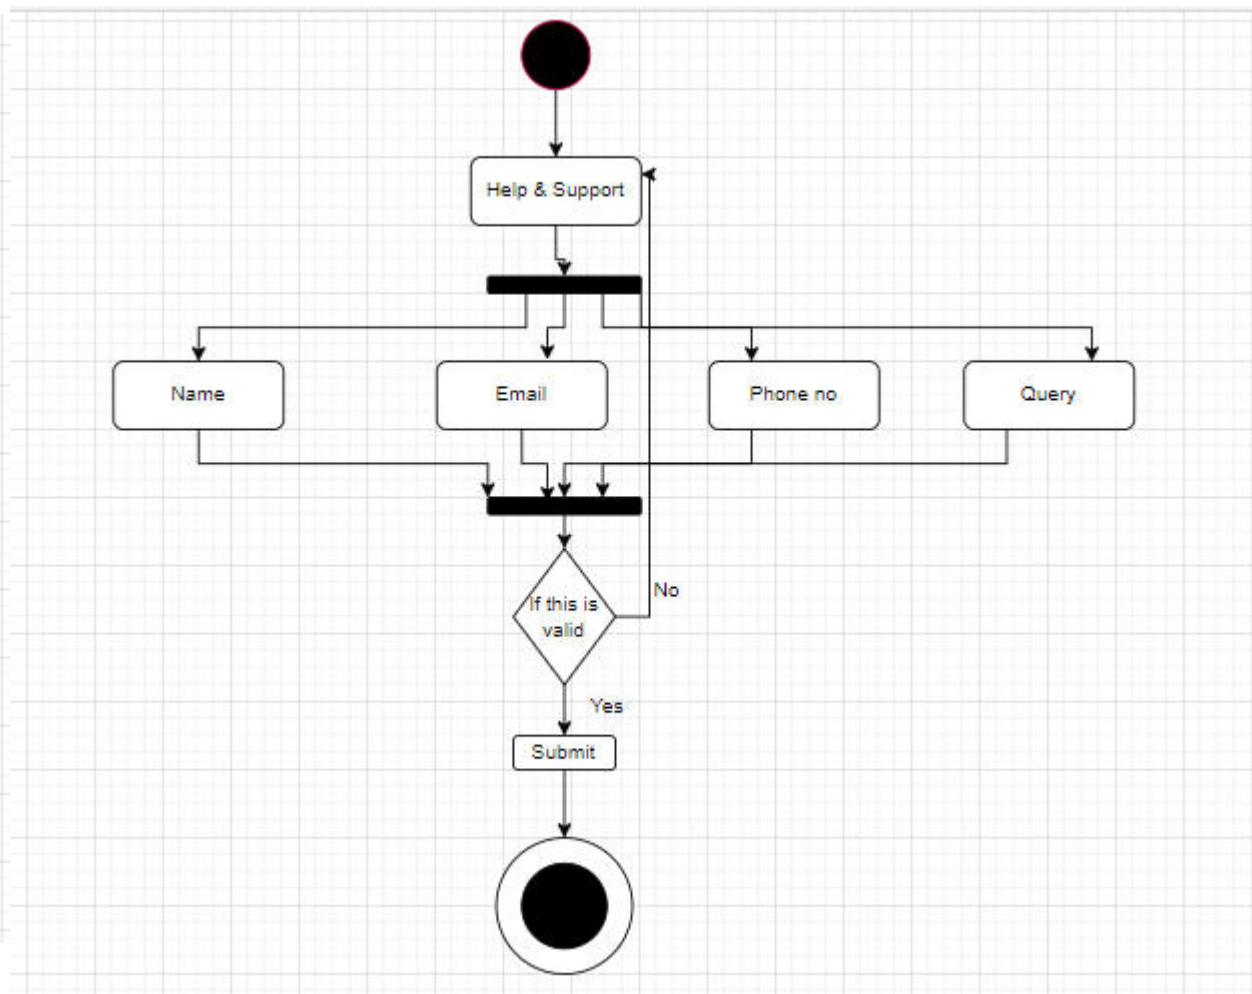 Help & Support
Name
Email
Phone no
Query
If this is
valid
No
Yes
Submit